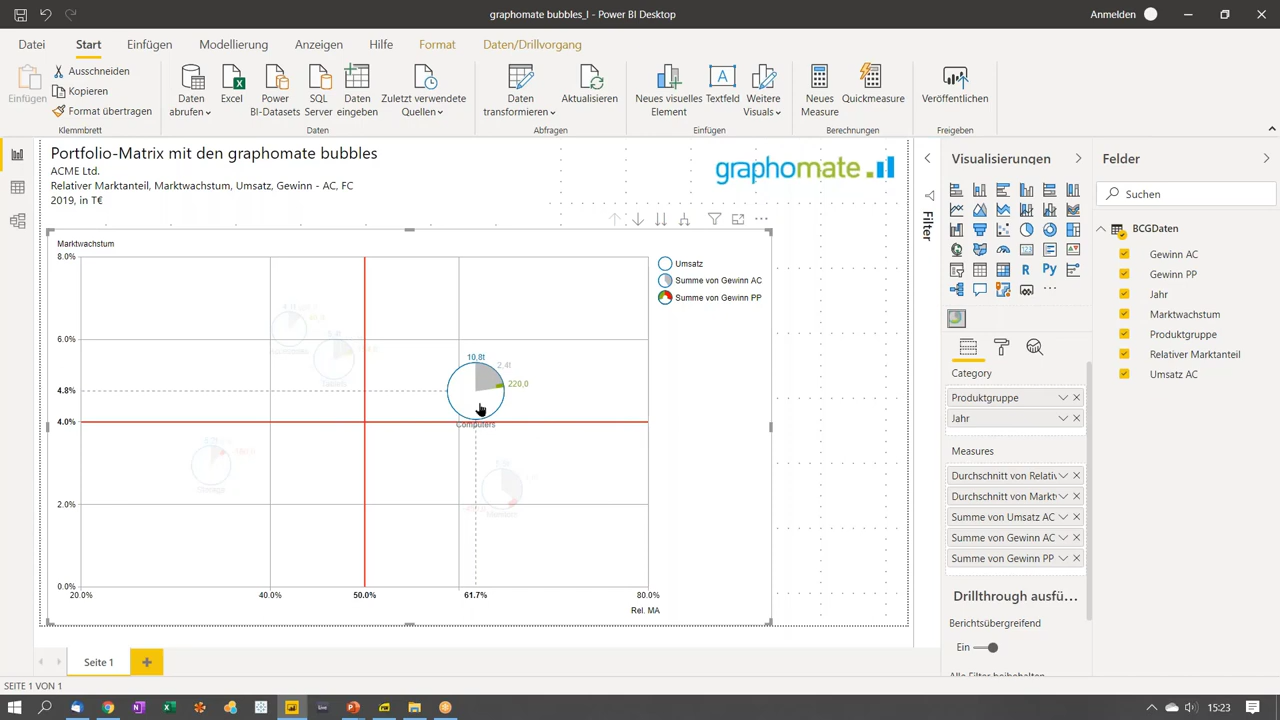 graphomate bubbles_I - Power BI Desktop
Anmelden
Datei
Start
Einfügen
Modellierung
Anzeigen
Hilfe
Format
Daten/Drillvorgang
Einfügen
Ausschneiden
Kopieren
Format übertragen
Klemmbrett
Daten
abrufen
Excel
Power
BI-Datasets
SQL
Server
Daten
eingeben
Zuletzt verwendete
Quellen
Daten
Daten
transformieren
Aktualisieren
Abfragen
Neues visuelles
Element
Textfeld
Weitere
Visuals
Einfügen
Neues
Measure
Quickmeasure
Berechnungen
Veröffentlichen
Freigeben
Portfolio-Matrix mit den graphomate bubbles
ACME Ltd.
Relativer Marktanteil, Marktwachstum, Umsatz, Gewinn - AC, FC
2019, in T€
graphomate
Marktwachstum
8.0%
6.0%
4.8%
4.0%
2.0%
0.0%
20.0%
40.0%
50.0%
61.7%
80.0%
Rel. MA
10,8t
2,4t
220,0
Computers
Umsatz
Summe von Gewinn AC
Summe von Gewinn PP
Filter
Visualisierungen
R
Py
Category
Produktgruppe
Jahr
Measures
Durchschnitt von Relativ
Durchschnitt von Markt
Summe von Umsatz AC
Summe von Gewinn AC
Summe von Gewinn PP
Drillthrough ausfü...
Berichtsübergreifend
Ein
Alle Filter beibehalten
Felder
Suchen
BCGDaten
Gewinn AC
Gewinn PP
Jahr
Marktwachstum
Produktgruppe
Relativer Marktanteil
Umsatz AC
Seite 1
SEITE 1 VON 1
15:23